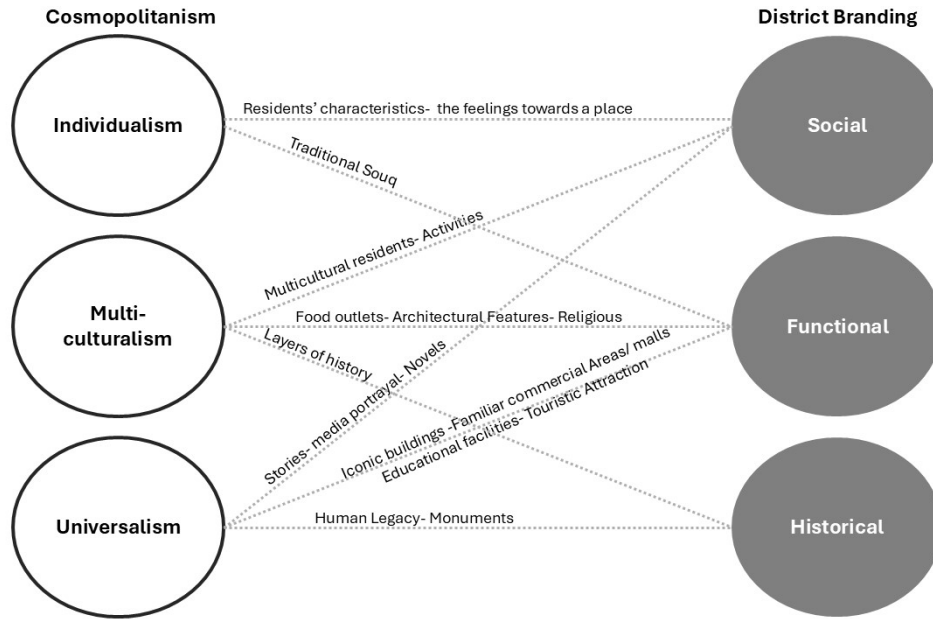 Cosmopolitanism
District Branding
Individualism
Residents' characteristics-  the feelings towards a place
Social
Traditional Souq
Multicultural residents- Activities
Multi-
culturalism
Food outlets- Architectural Features- Religious
Functional
Layers of history
Stories- media portrayal- Novels
Iconic buildings -Familiar commercial Areas/ malls
Educational facilities- Touristic Attraction
Universalism
Human Legacy- Monuments
Historical